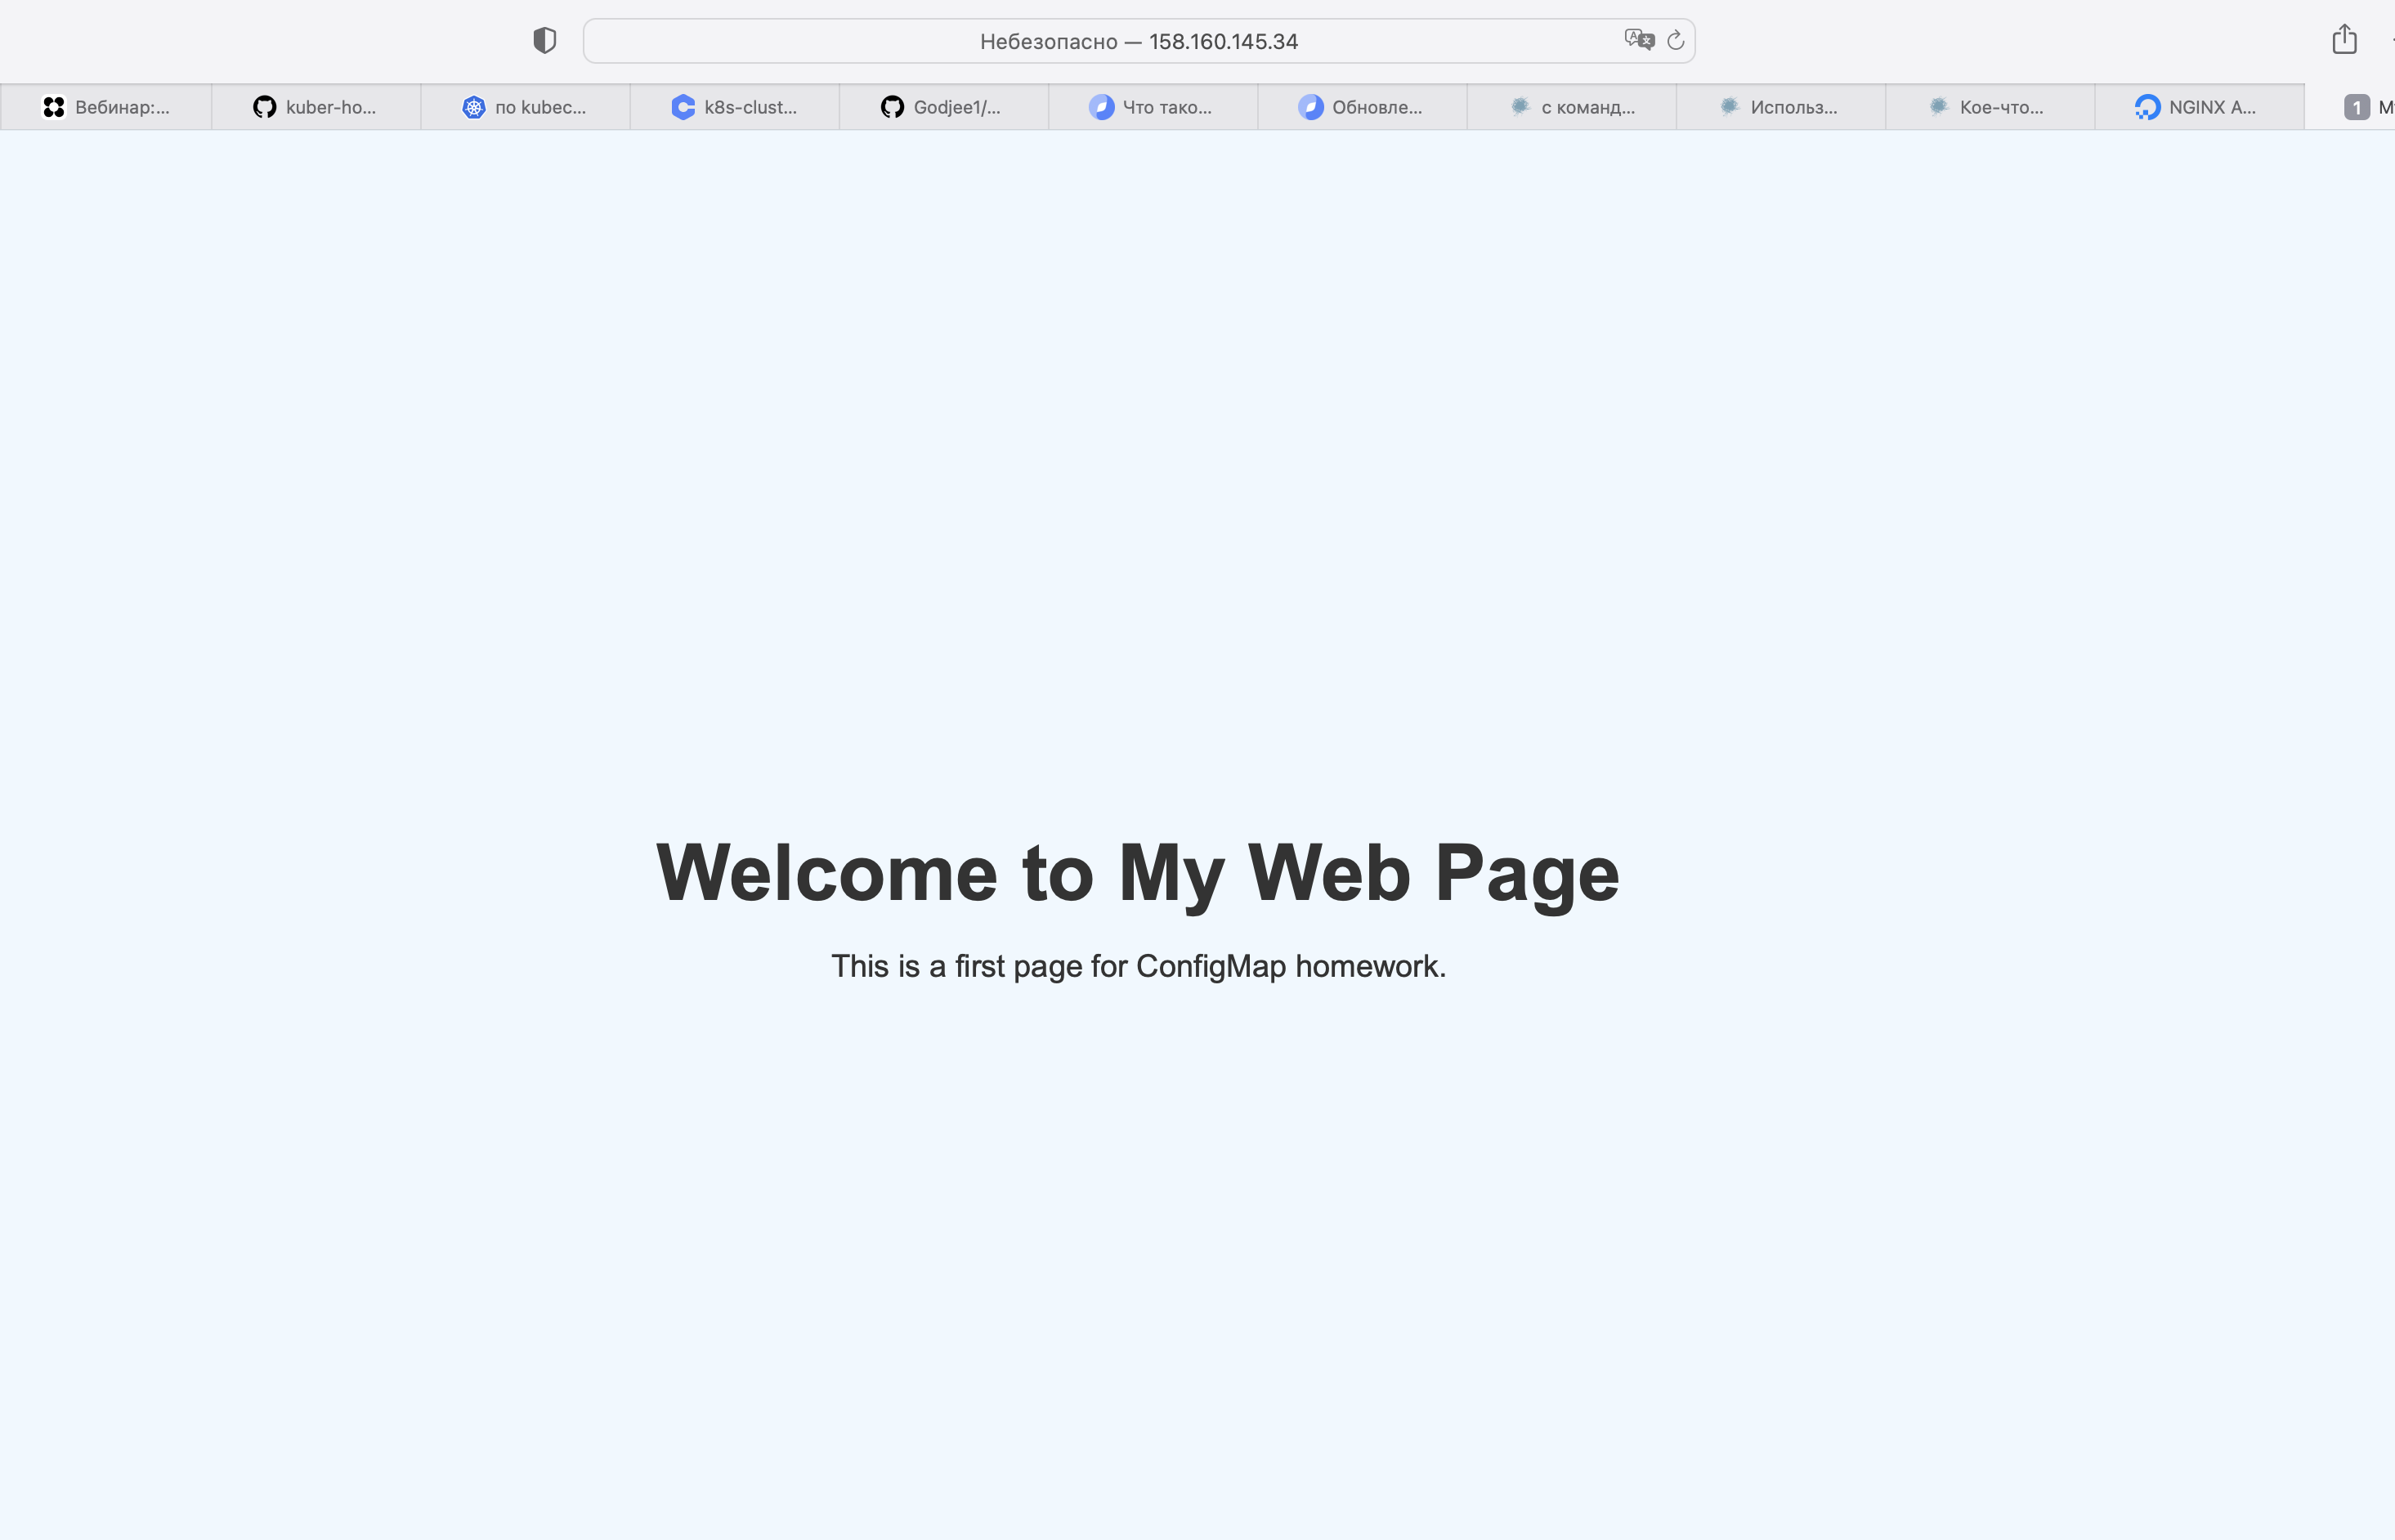 Небезопасно — 158.160.145.34
Вебинар:...
kuber-ho...
по kubec...
k8s-clust...
Godjee1/...
Что тако...
Обновле...
с команд...
Использ...
Кое-что...
NGINX A...
1 M
Welcome to My Web Page
This is a first page for ConfigMap homework.